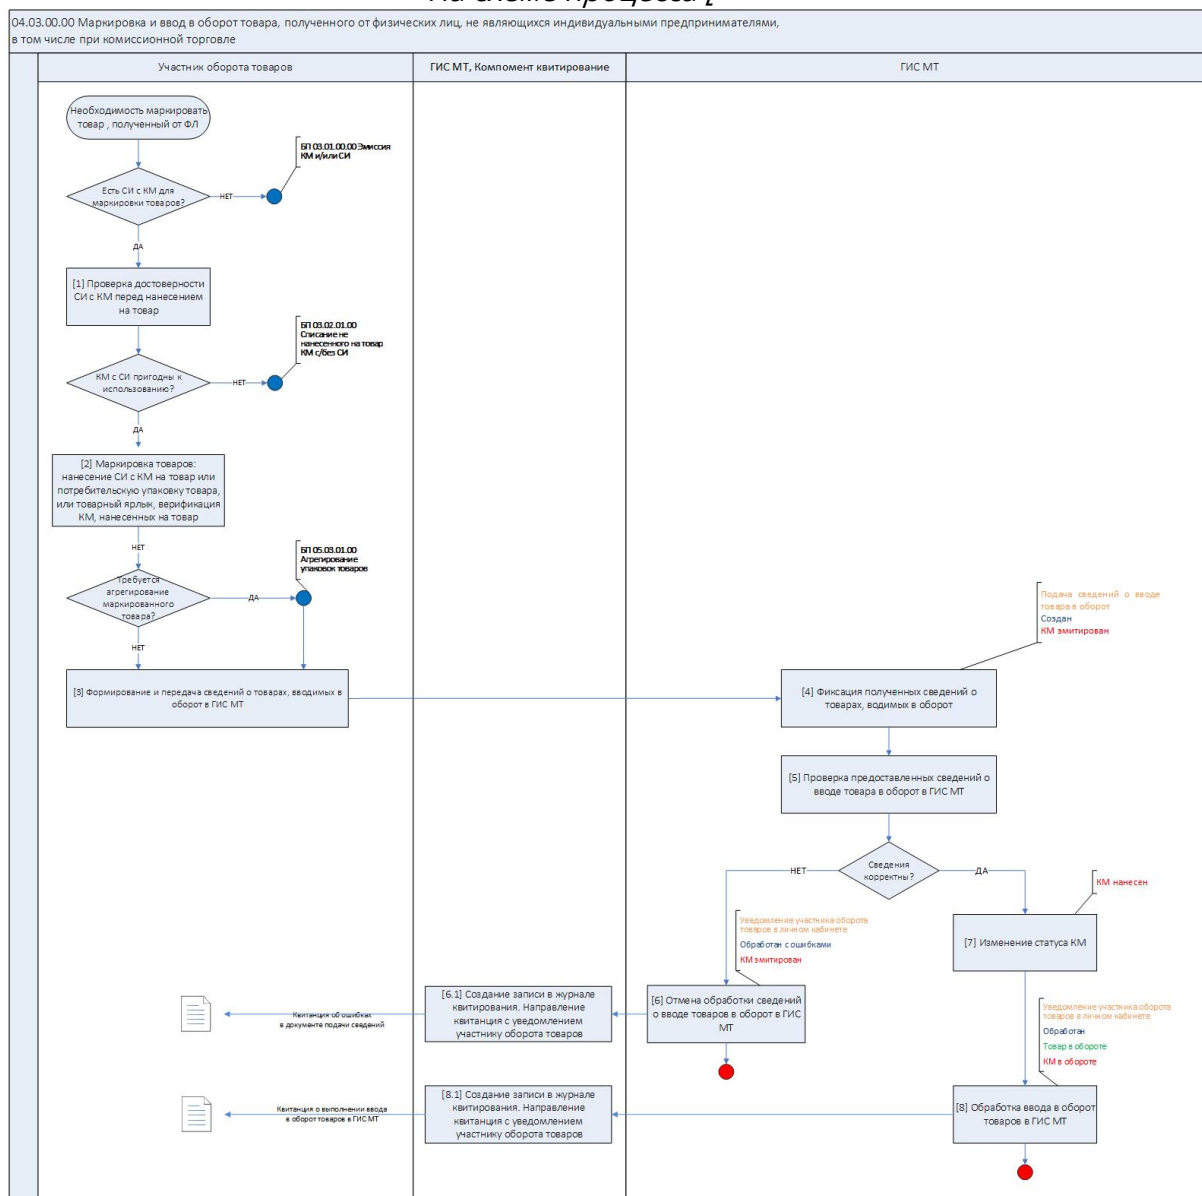 04.03.00.00 Маркировка и ввод в оборот товара, полученного от физических лиц, не являющихся индивидуальными предпринимателями,
в том числе при комиссионной торговле
Участник оборота товаров
ГИС МТ, Компомент квитирование
ГИС МТ
Необходимость маркировать
товар , полученный от ФЛ
БП 03.01.00.00 Эмиссия
КМ и/или СИ
Есть СИ с КМ для
маркировки товаров?
НЕТ
ДА
[1] Проверка достоверности
СИ с КМ перед нанесением
на товар
БП 03.02.01.00
Списание не
нанесенного на товар
КМ с/без СИ
КМ с СИ пригодны к
использованию?
НЕТ
ДА
[2] Маркировка товаров:
нанесение СИ с КМ на товар или
потребительскую упаковку товара,
или товарный ярлык, верификация
КМ, нанесенных на товар
НЕТ
БП 05.03.01.00
Агрегирование
упаковок товаров
Требуется
агрегирование
маркированного
товара?
ДА
НЕТ
Подача сведений о вводе
товара в оборот
Создан
КМ эмитирован
[3] Формирование и передача сведений о товарах, вводимых в
оборот в ГИС МТ
[4] Фиксация полученных сведений о
товарах, водимых в оборот
[5] Проверка предоставленных сведений о
вводе товара в оборот в ГИС МТ
Сведения
корректны?
НЕТ
ДА
КМ нанесен
Уведомление участника оборота
товаров в личном кабинете
Обработан с ошибками
КМ эмитирован
[7] Изменение статуса КМ
[6] Отмена обработки сведений
о вводе товаров в оборот в ГИС
МТ
[6.1] Создание записи в журнале
квитирования. Направление
квитанция с уведомлением
участнику оборота товаров
Квитанция об ошибках
в документе подачи сведений
Уведомление участника оборота
товаров в личном кабинете
Обработан
Товар в обороте
КМ в обороте
[8] Обработка ввода в оборот
товаров в ГИС МТ
[8.1] Создание записи в журнале
квитирования. Направление
квитанция с уведомлением
участнику оборота товаров
Квитанция о выполнении ввода
в оборот товаров в ГИС МТ